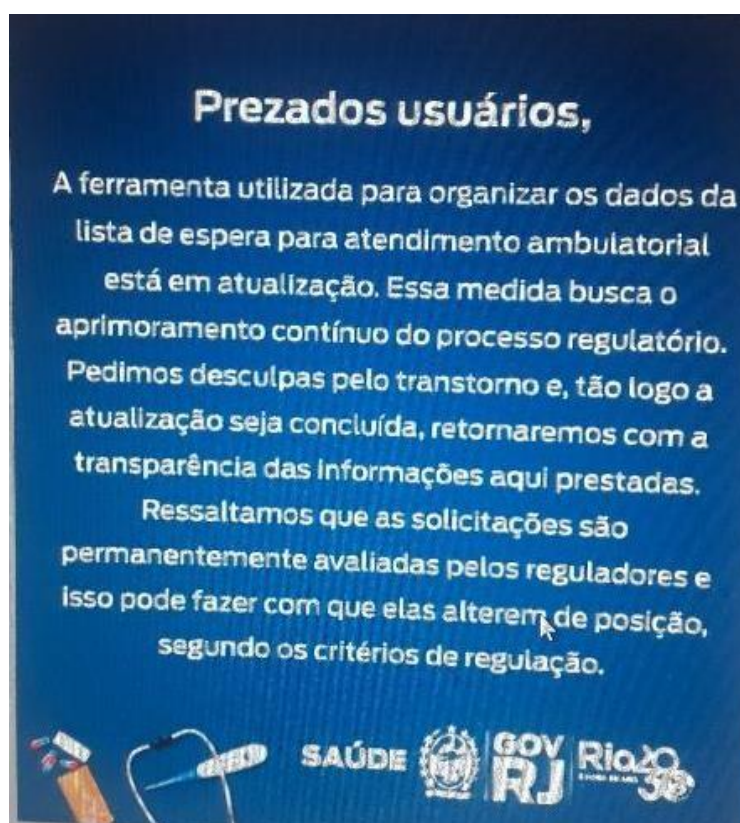 Prezados usuários,
A ferramenta utilizada para organizar os dados da
lista de espera para atendimento ambulatorial
está em atualização. Essa medida busca o
aprimoramento contínuo do processo regulatório.
Pedimos desculpas pelo transtorno e, tão logo a
atualização seja concluída, retornaremos com a
transparência das informações aqui prestadas.
Ressaltamos que as solicitações são
permanentemente avaliadas pelos reguladores e
isso pode fazer com que elas alterem de posição,
segundo os critérios de regulação.
SAÚDE
GOV
RJ
Rio